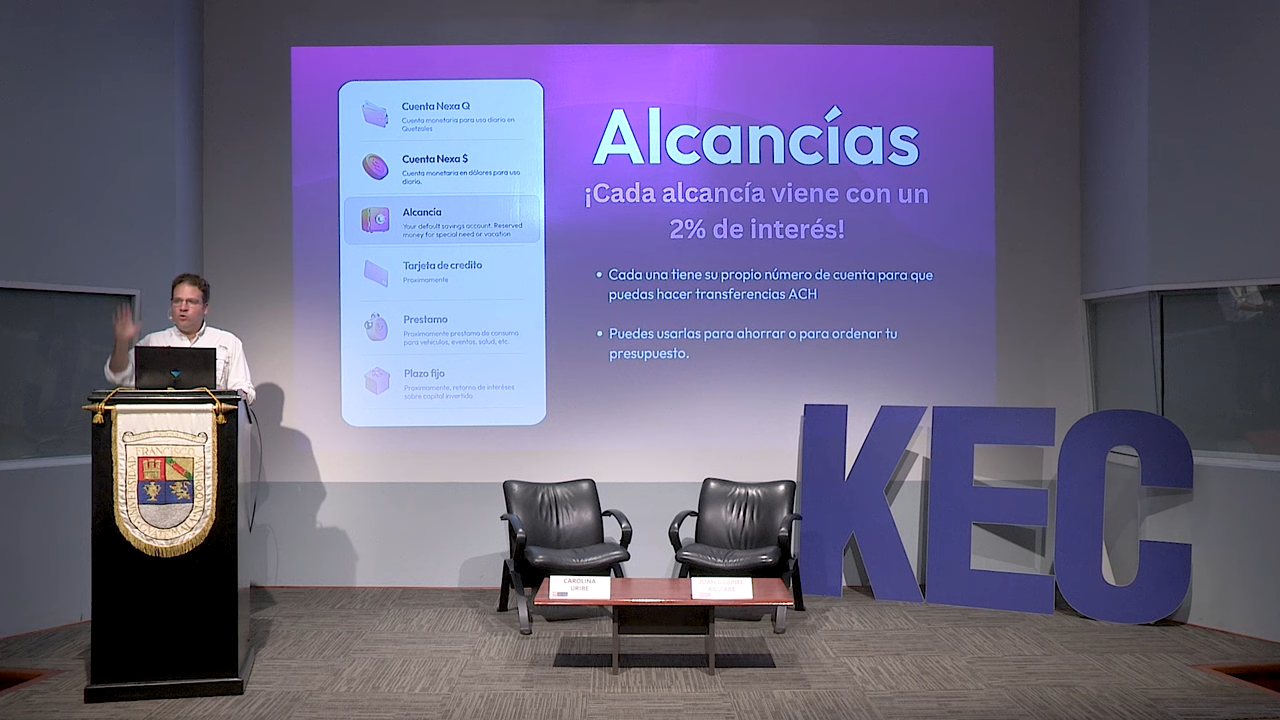 Cuenta Nexa Q
Cuenta monetaria para uso diario en
Quetzales
Cuenta Nexa $
Cuenta monetaria en dólares para uso
diario.
Alcancía
Your default savings account. Reserved
money for special need or vacation
Tarjeta de credito
Proximamente
Prestamo
Proximamente prestamo de consumo
para vehículos, eventos, salud, etc.
Plazo fijo
Proximamente, retorno de intereses
sobre capital invertido
Alcancías
¡Cada alcancía viene con un
2% de interés!
• Cada una tiene su propio número de cuenta para que
puedas hacer transferencias ACH
• Puedes usarlas para ahorrar o para ordenar tu
presupuesto.
FRANCISCO
KEC
CAROLINA
URIBE